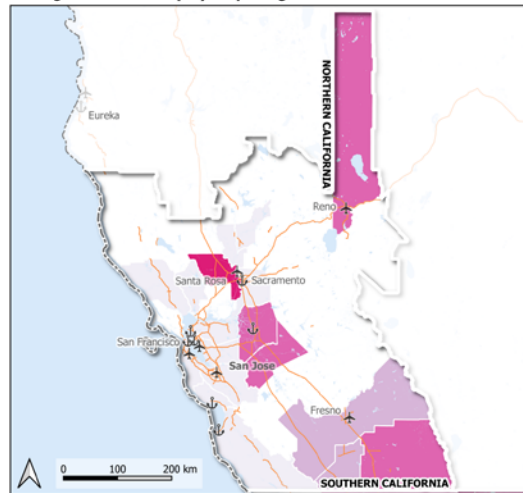 NORTHERN CALIFORNIA
Eureka
Reno
Santa Rosa
Sacramento
San Francisco
San Jose
Fresno
0 100 200 km
SOUTHERN CALIFORNIA